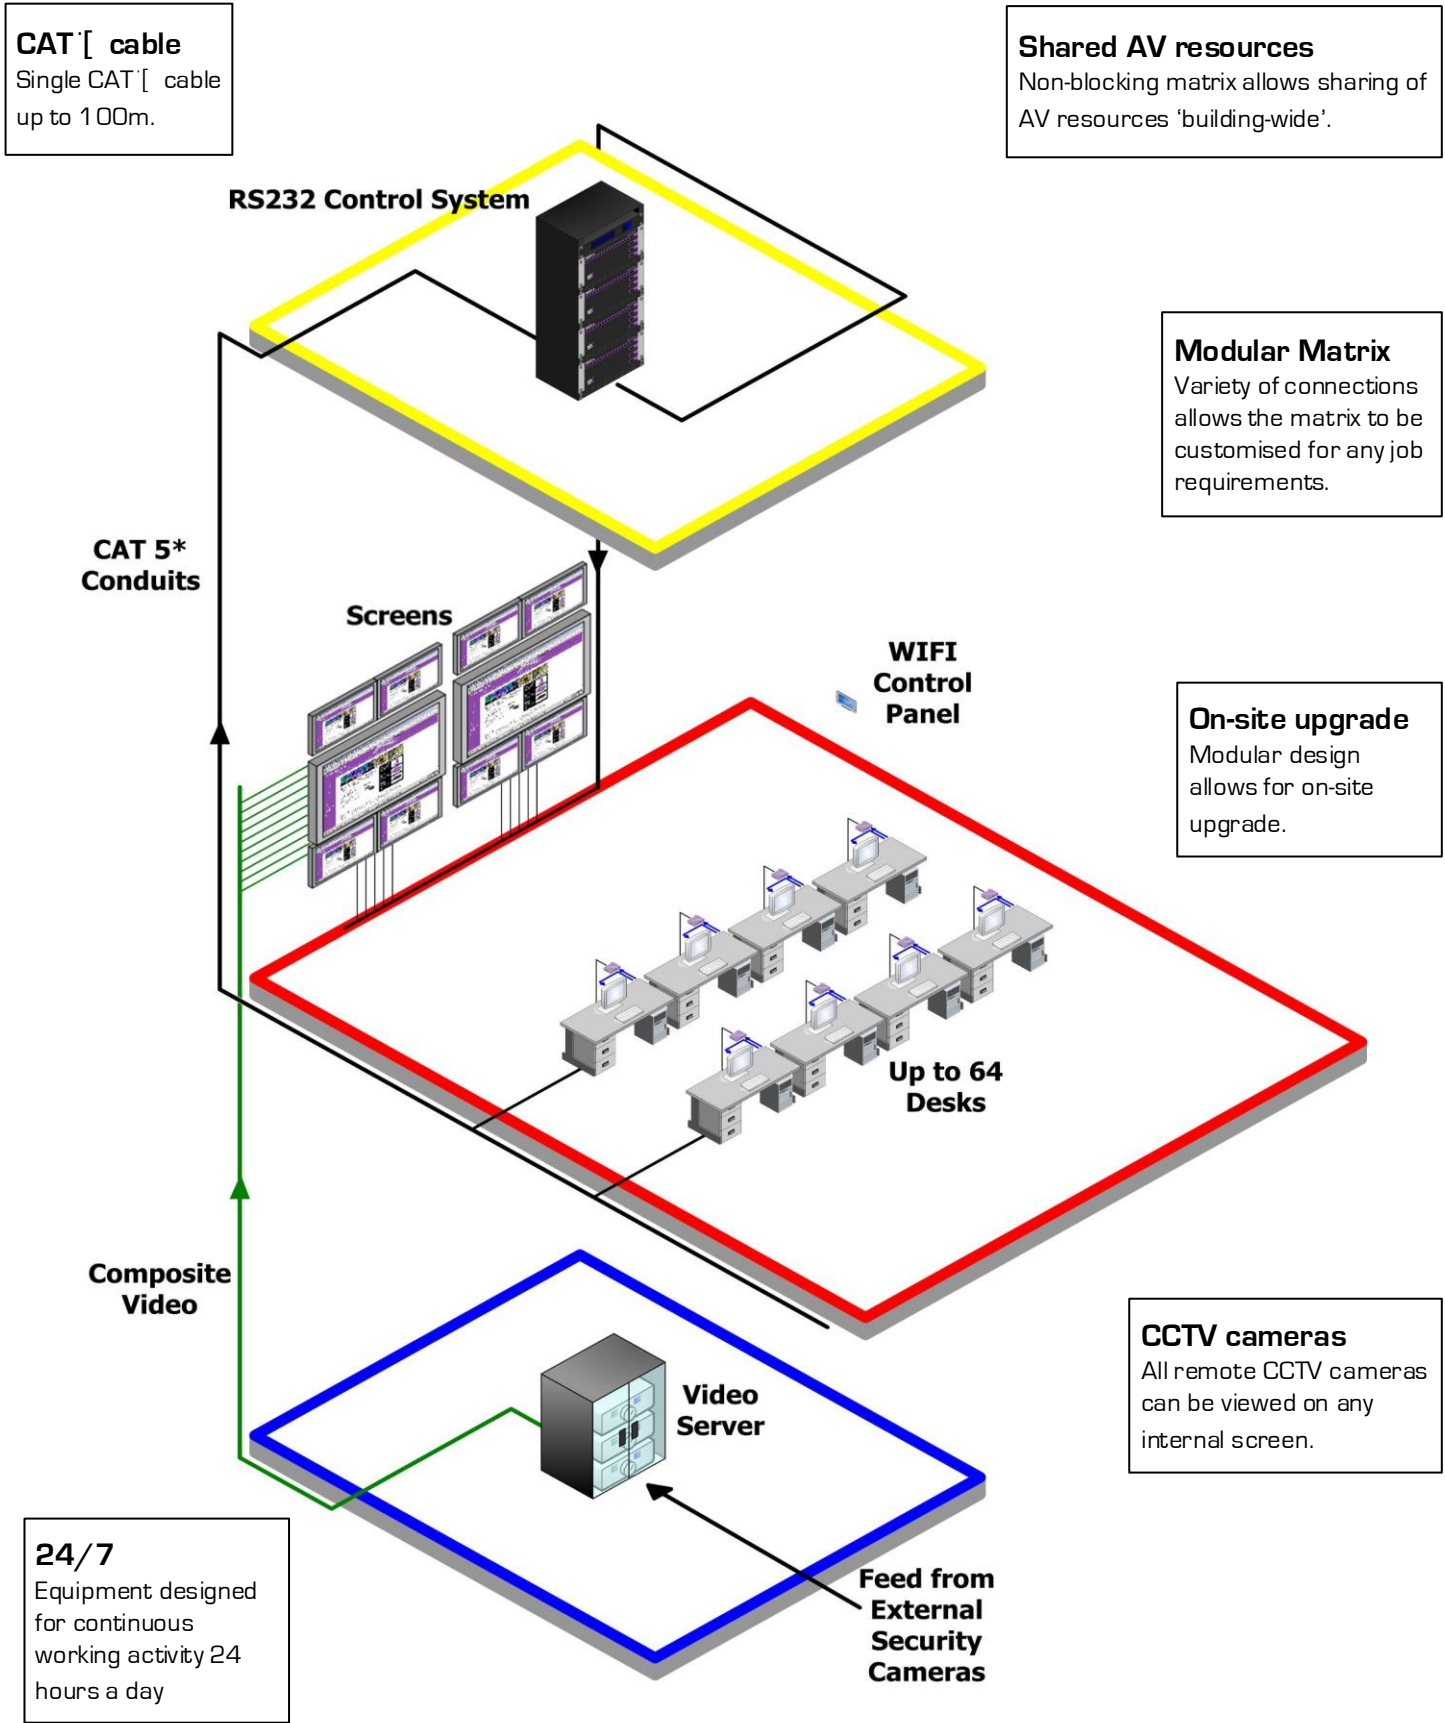 CAT˙[ cable
Single CAT˙[ cable
up to 100m.
Shared AV resources
Non-blocking matrix allows sharing of
AV resources ‘building-wide’.
RS232 Control System
Modular Matrix
Variety of connections
allows the matrix to be
customised for any job
requirements.
CAT 5*
Conduits
Screens
WIFI
Control
Panel
On-site upgrade
Modular design
allows for on-site
upgrade.
Up to 64
Desks
Composite
Video
CCTV cameras
All remote CCTV cameras
can be viewed on any
internal screen.
Video
Server
24/7
Equipment designed
for continuous
working activity 24
hours a day
Feed from
External
Security
Cameras